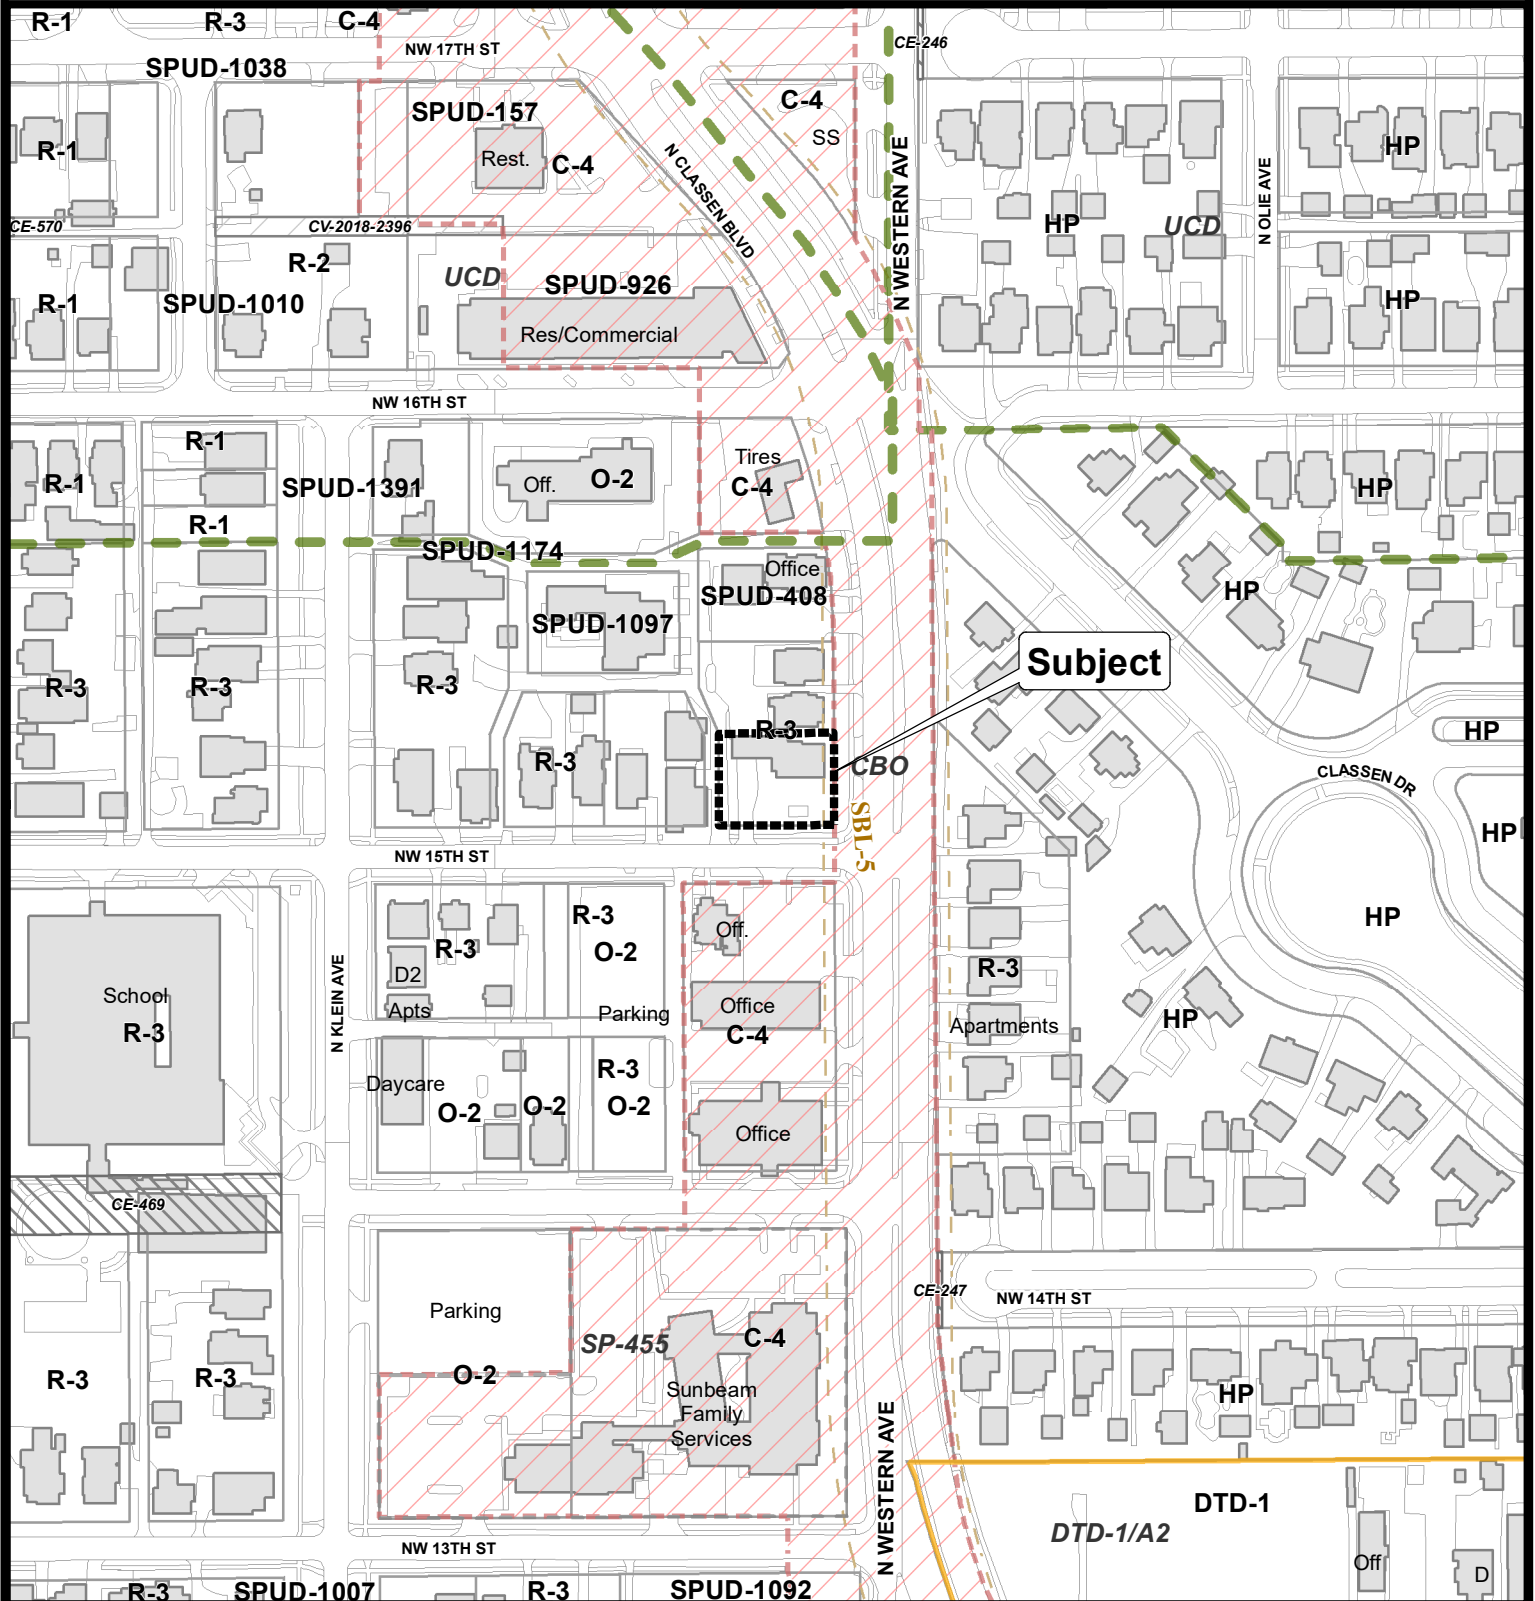 R-1
R-3
C-4
NW 17TH ST
CE-246
SPUD-1038
SPUD-157
C-4
SS
R-1
Rest.
C-4
N CLASSEN BLVD
N WESTERN AVE
N OLIE AVE
HP
CE-570
CV-2018-2396
HP
UCD
R-2
UCD
SPUD-926
R-1
SPUD-1010
HP
Res/Commercial
NW 16TH ST
R-1
Tires
R-1
SPUD-1391
Off.
O-2
C-4
HP
R-1
SPUD-1174
Office
SPUD-408
HP
SPUD-1097
Subject
R-3
R-3
R-3
R-3
HP
R-3
CBO
CLASSEN DR
SBL-5
HP
NW 15TH ST
R-3
Off.
HP
R-3
O-2
N KLEIN AVE
D2
R-3
School
Apts
Parking
Office
Apartments
HP
R-3
C-4
Daycare
R-3
O-2
O-2
O-2
Office
CE-469
CE-247
NW 14TH ST
Parking
SP-455
C-4
R-3
R-3
O-2
Sunbeam
Family
Services
HP
N WESTERN AVE
DTD-1
DTD-1/A2
NW 13TH ST
Off
D
R-3
SPUD-1007
R-3
SPUD-1092